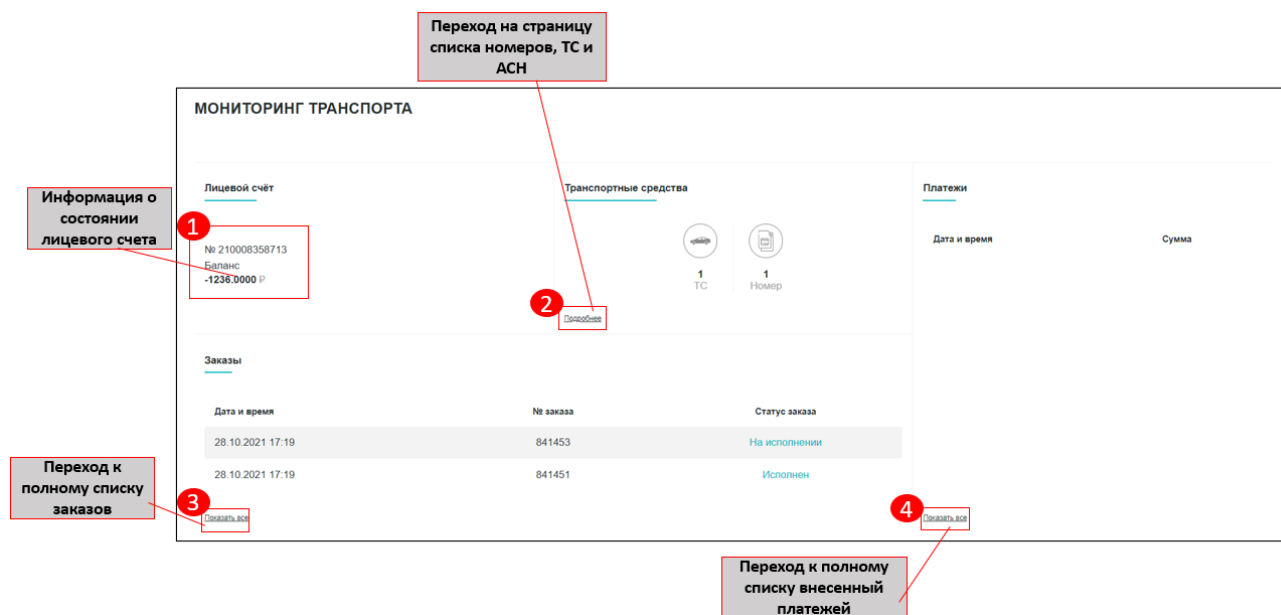 Переход на страницу
списка номеров, ТС и
АСН
МОНИТОРИНГ ТРАНСПОРТА
Информация о
состоянии
лицевого счета
Лицевой счёт
1
№ 210008358713
Баланс
-1236.0000 ₽
Транспортные средства
1
ТС
1
Номер
2
Подробнее
Платежи
Дата и время Сумма
Заказы
Дата и время № заказа Статус заказа
28.10.2021 17:19 841453 На исполнении
28.10.2021 17:19 841451 Исполнен
Переход к
полному списку
заказов
3
Показать все
4
Показать все
Переход к полному
списку внесенный
платежей